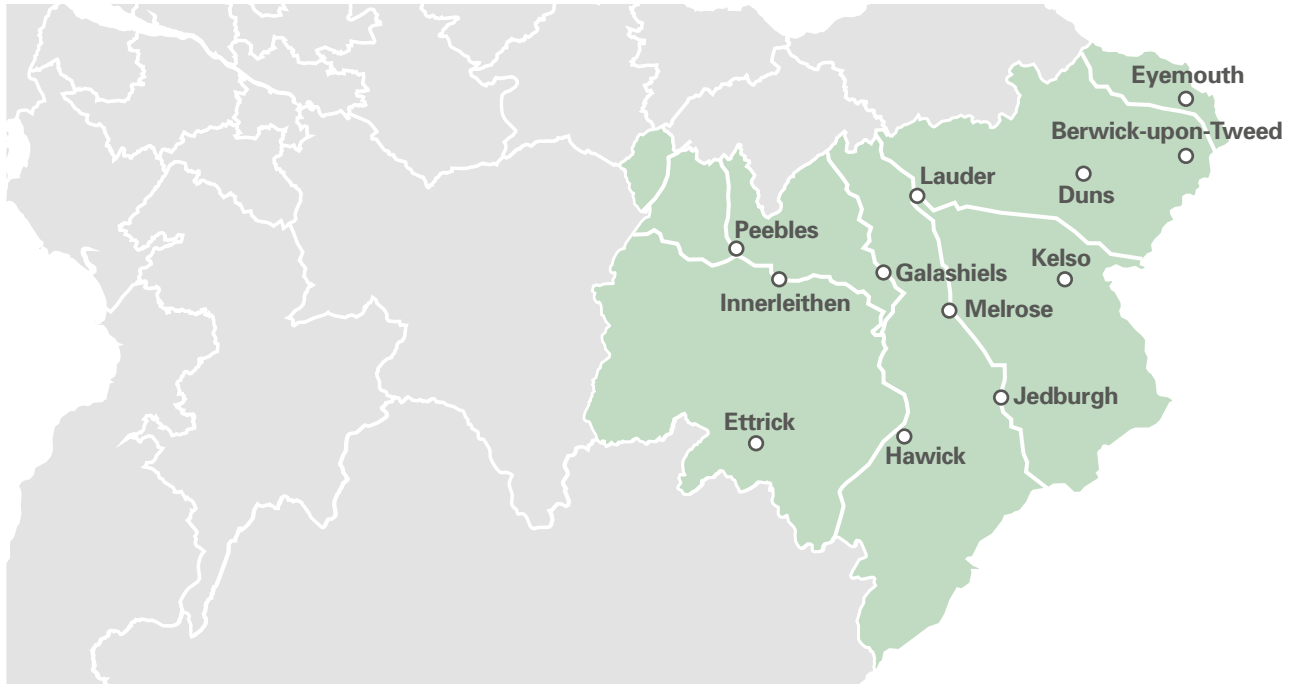 Eyemouth
Berwick-upon-Tweed
Lauder
Duns
Peebles
Kelso
Galashiels
Innerleithen
Melrose
Jedburgh
Ettrick
Hawick